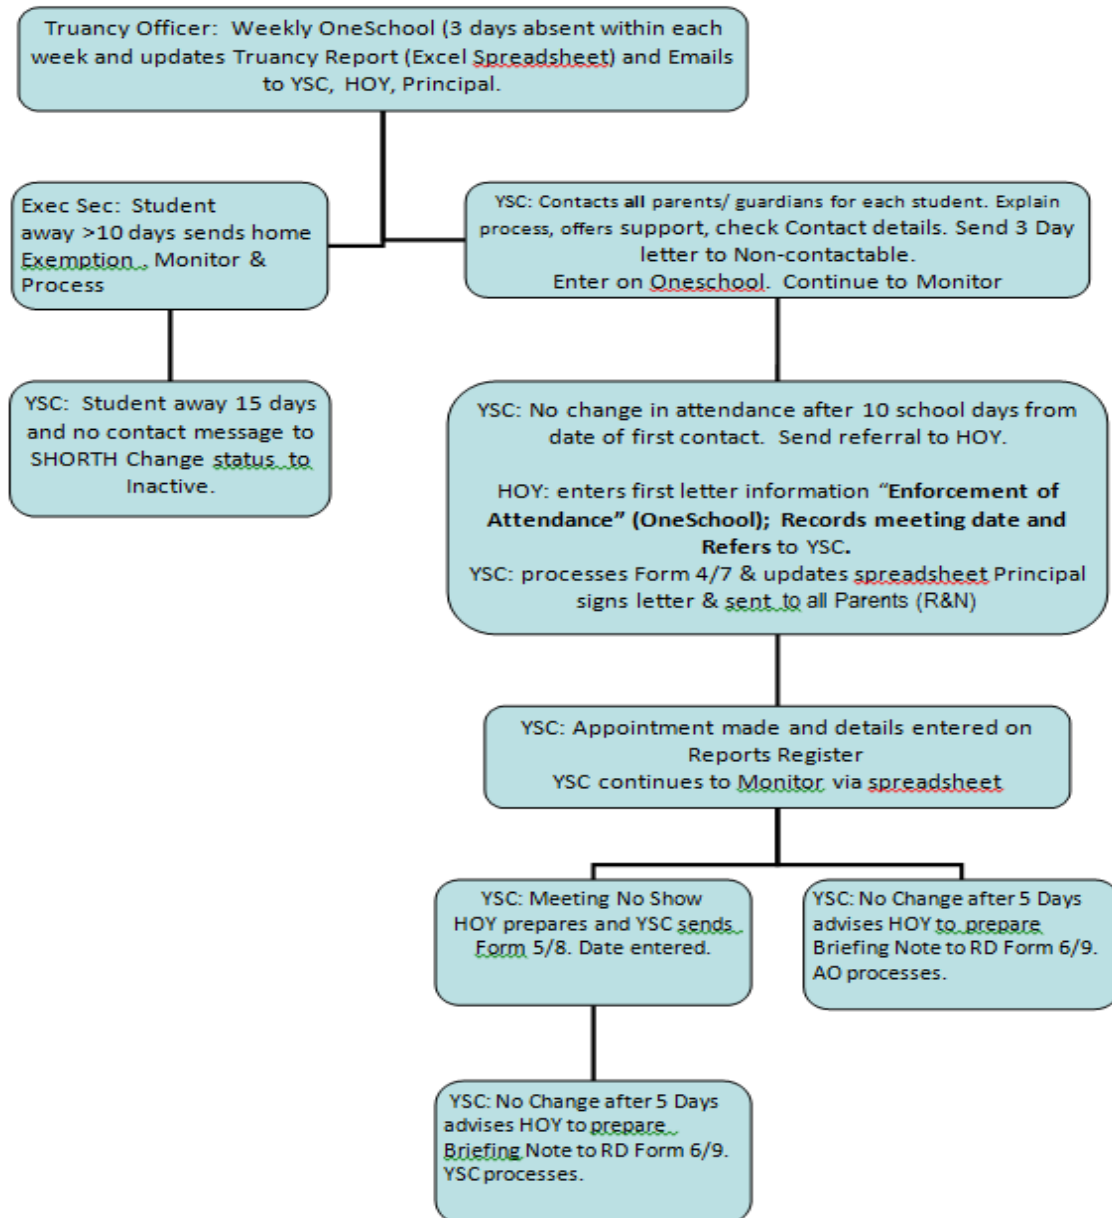 Truancy Officer: Weekly OneSchool (3 days absent within each
week and updates Truancy Report (Excel Spreadsheet) and Emails
to YSC, HOY, Principal.
Exec Sec: Student
away >10 days sends home
Exemption . Monitor &
Process
YSC: Contacts all parents/ guardians for each student. Explain
process, offers support, check Contact details. Send 3 Day
letter to Non-contactable.
Enter on Oneschool. Continue to Monitor
YSC: Student away 15 days
and no contact message to
SHORTH Change status to
Inactive.
YSC: No change in attendance after 10 school days from
date of first contact. Send referral to HOY.
HOY: enters first letter information “Enforcement of
Attendance” (OneSchool); Records meeting date and
Refers to YSC.
YSC: processes Form 4/7 & updates spreadsheet Principal
signs letter & sent to all Parents (R&N)
YSC: Appointment made and details entered on
Reports Register
YSC continues to Monitor via spreadsheet
YSC: Meeting No Show
HOY prepares and YSC sends
Form 5/8. Date entered.
YSC: No Change after 5 Days
advises HOY to prepare
Briefing Note to RD Form 6/9.
AO processes.
YSC: No Change after 5 Days
advises HOY to prepare
Briefing Note to RD Form 6/9.
YSC processes.